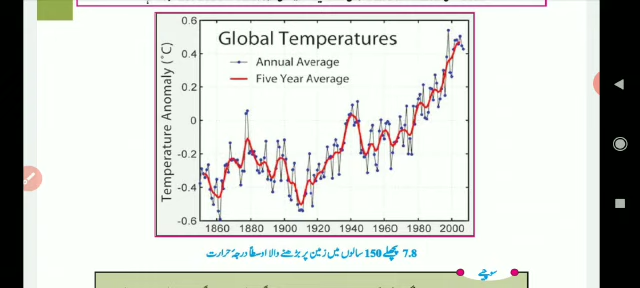 Global Temperatures
Annual Average
Five Year Average
Temperature Anomaly (°C)
0.6
0.4
0.2
0
-0.2
-0.4
-0.6
1860 1880 1900 1920 1940 1960 1980 2000
7.8 پچھلے 150 سالوں میں زمین پر بڑھنے والا اوسطاً درجۂ حرارت
سوچیے